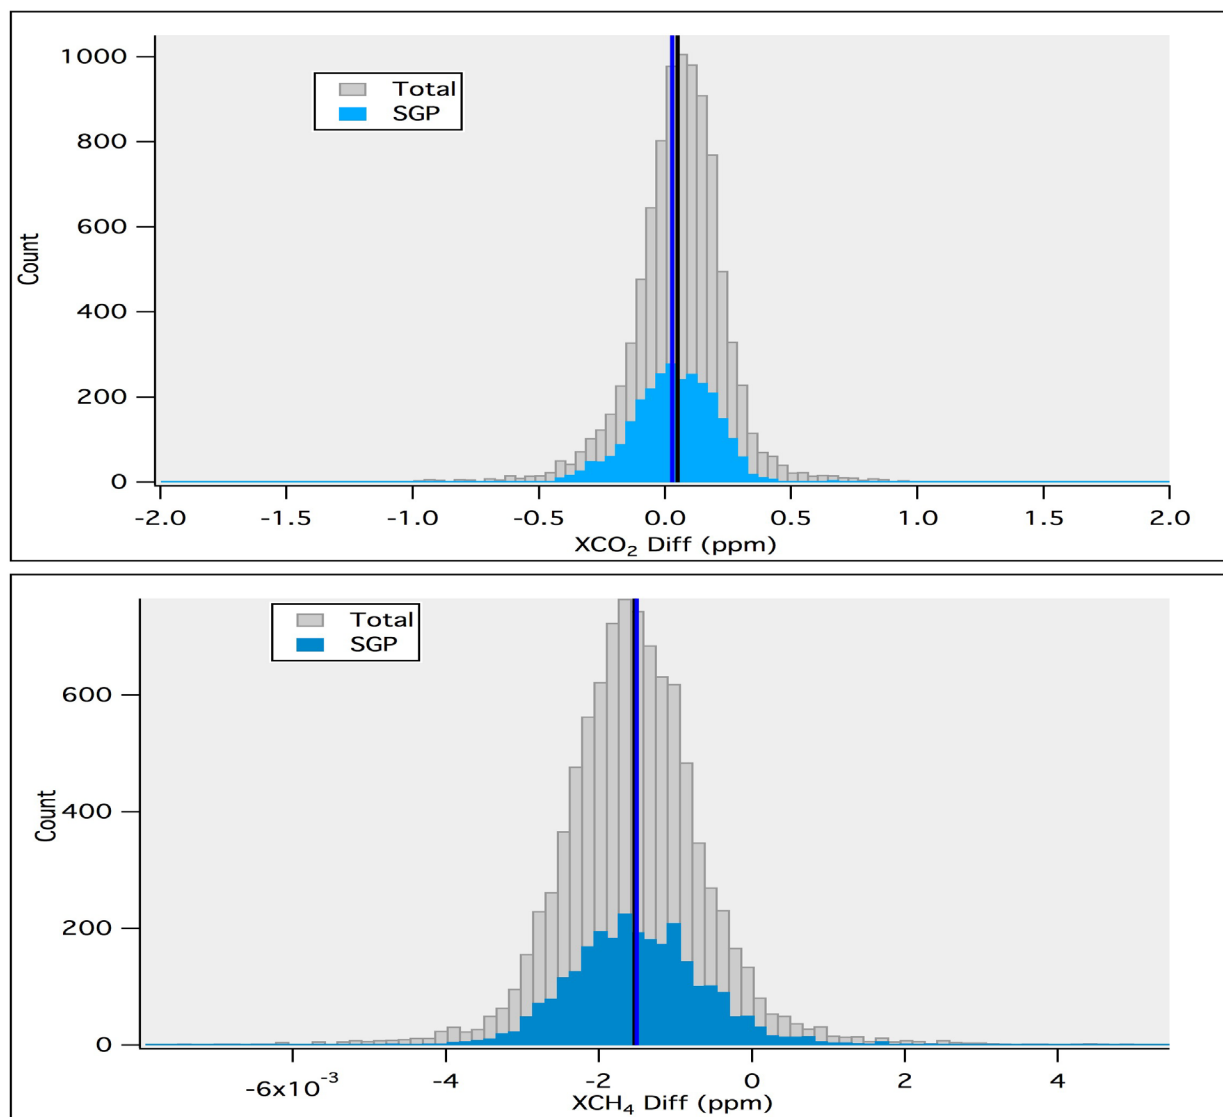 1000
800
600
400
200
0
Count
Total
SGP
-2.0 -1.5 -1.0 -0.5 0.0 0.5 1.0 1.5 2.0
XCO₂ Diff (ppm)
600
400
200
0
Count
Total
SGP
-6x10⁻³ -4 -2 0 2 4
XCH₄ Diff (ppm)